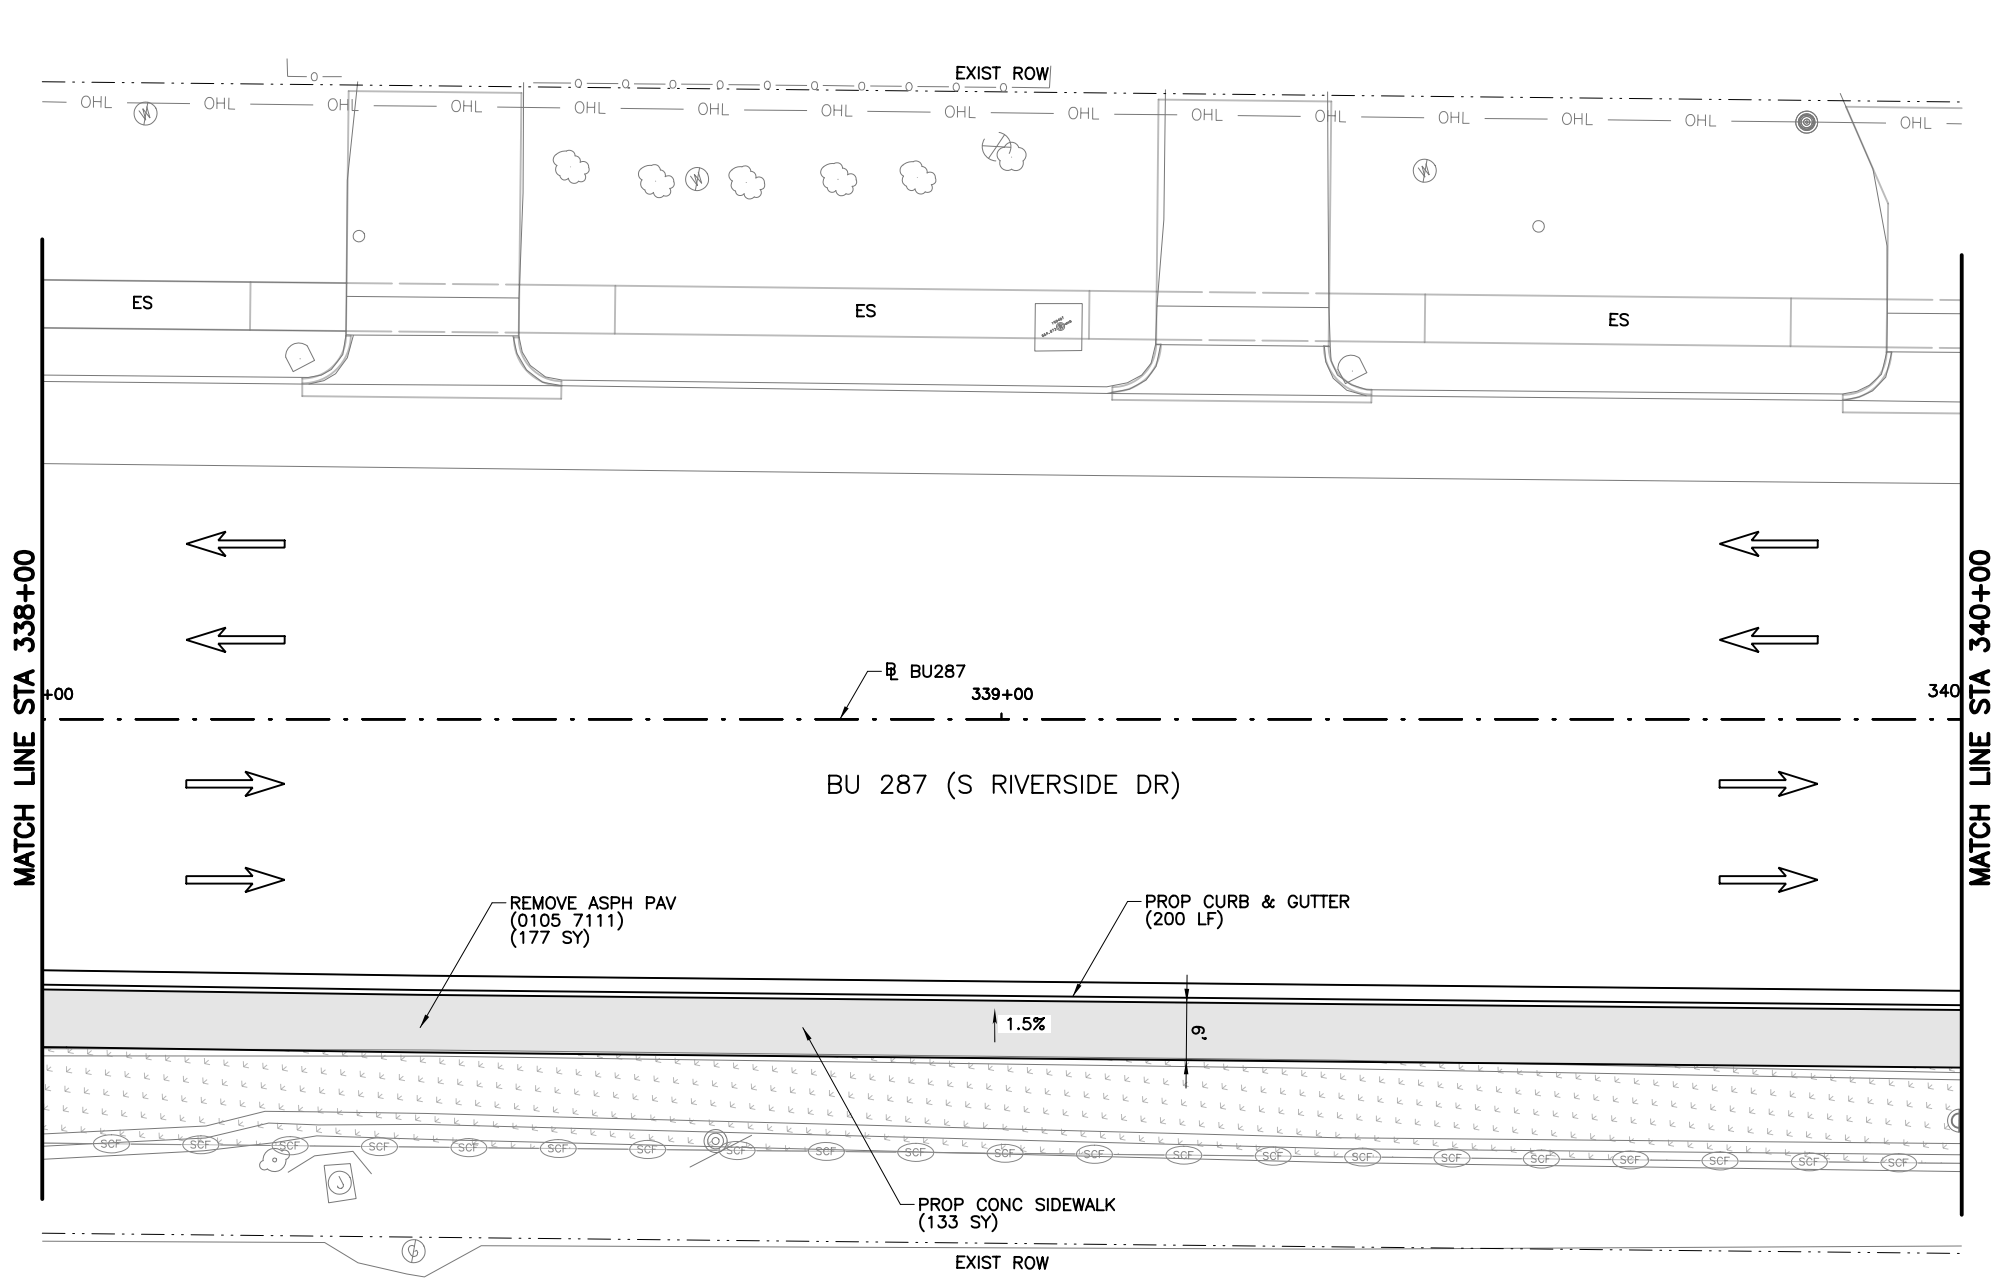 EXIST ROW
OHL OHL OHL OHL OHL OHL OHL OHL OHL OHL OHL OHL OHL OHL OHL
W
W
W
ES ES ES
MATCH LINE STA 338+00
MATCH LINE STA 340+00
BL BU287
+00 339+00 340
BU 287 (S RIVERSIDE DR)
REMOVE ASPH PAV
(0105 7111)
(177 SY)
PROP CURB & GUTTER
(200 LF)
1.5%
6'
SCF SCF SCF SCF SCF SCF SCF SCF SCF SCF SCF SCF SCF SCF SCF SCF SCF SCF SCF SCF SCF
J
PROP CONC SIDEWALK
(133 SY)
G
EXIST ROW